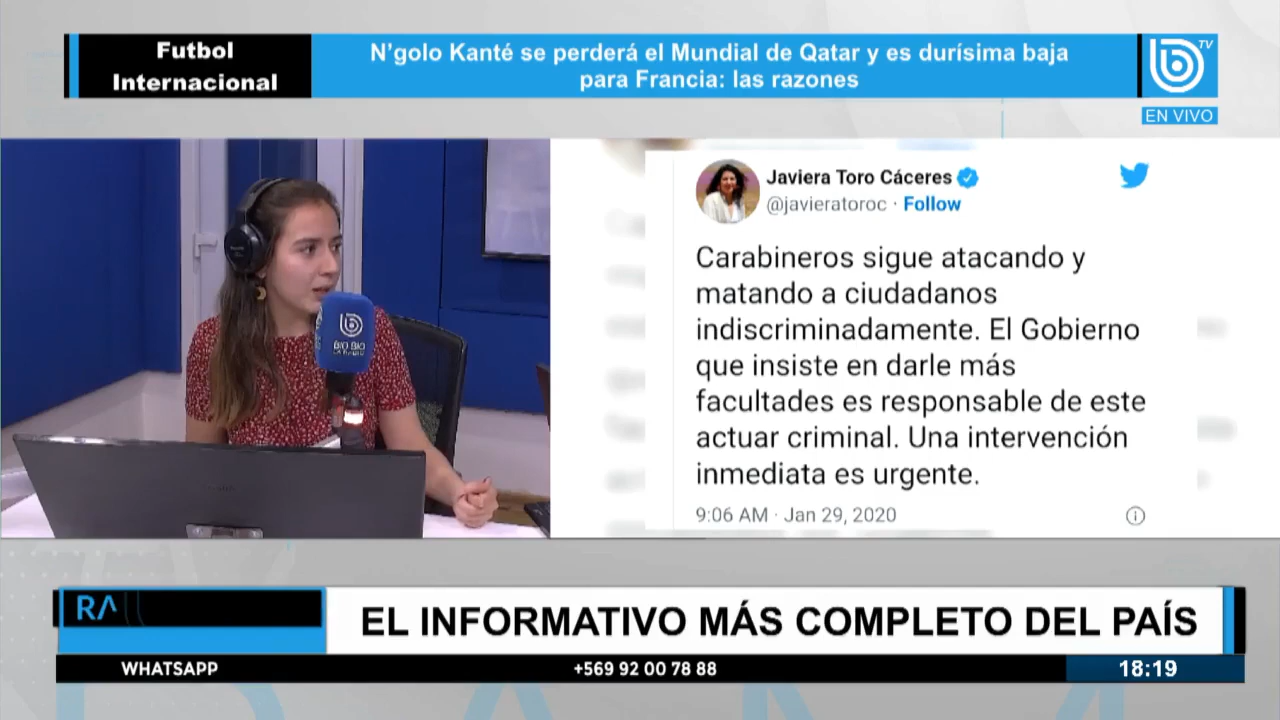 Futbol
Internacional
N'golo Kanté se perderá el Mundial de Qatar y es durísima baja
para Francia: las razones
TV
EN VIVO
Javiera Toro Cáceres
@javieratoroc · Follow
Carabineros sigue atacando y
matando a ciudadanos
indiscriminadamente. El Gobierno
que insiste en darle más
facultades es responsable de este
actuar criminal. Una intervención
inmediata es urgente.
9:06 AM · Jan 29, 2020
BIO BIO
RA
EL INFORMATIVO MÁS COMPLETO DEL PAÍS
WHATSAPP
+569 92 00 78 88
18:19